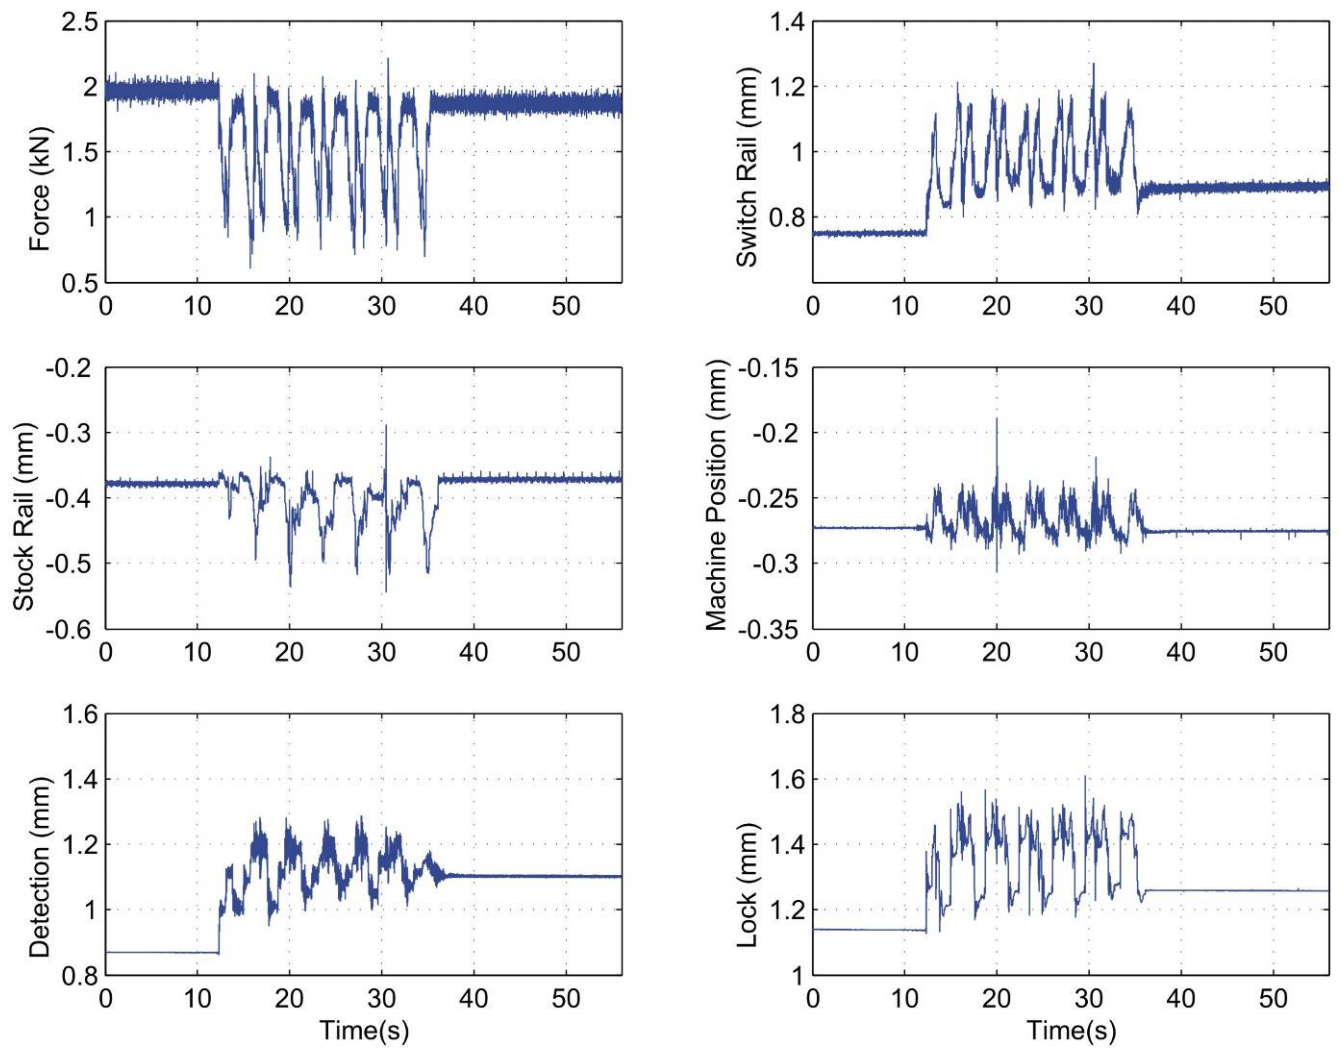 Force (kN)
2.5
2
1.5
1
0.5
0 10 20 30 40 50
Switch Rail (mm)
1.4
1.2
1
0.8
0 10 20 30 40 50
Stock Rail (mm)
-0.2
-0.3
-0.4
-0.5
-0.6
0 10 20 30 40 50
Machine Position (mm)
-0.15
-0.2
-0.25
-0.3
-0.35
0 10 20 30 40 50
Detection (mm)
1.6
1.4
1.2
1
0.8
0 10 20 30 40 50
Time(s)
Lock (mm)
1.8
1.6
1.4
1.2
1
0 10 20 30 40 50
Time(s)